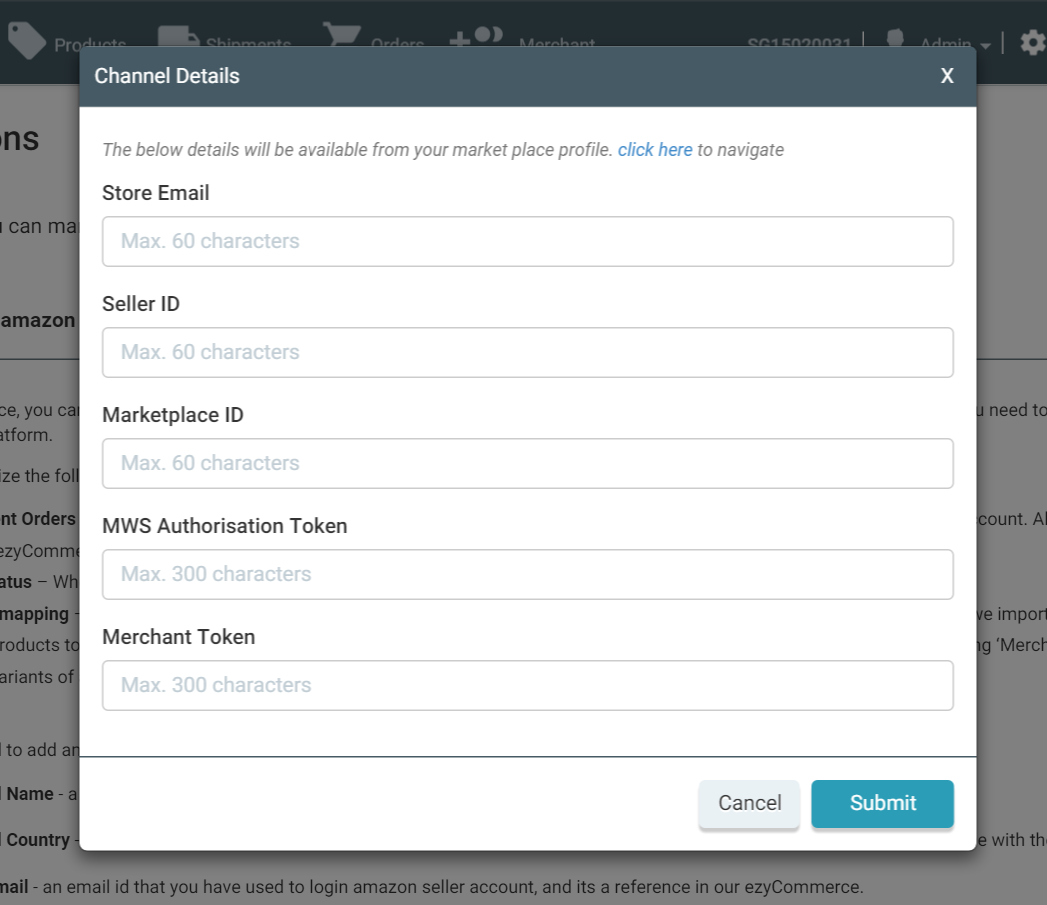 Products Shipments Orders Merchant SG15020031 Admin
Channel Details X
ons
The below details will be available from your market place profile. click here to navigate
Store Email
u can ma
Max. 60 characters
Seller ID
amazon
Max. 60 characters
ce, you ca
Marketplace ID
u need to
atform.
Max. 60 characters
ize the foll
nt Orders
MWS Authorisation Token
count. Al
ezyComme
Max. 300 characters
atus – Wh
mapping -
we import
Merchant Token
roducts to
ng ‘Merch
ariants of
Max. 300 characters
l to add an
l Name - a
Cancel Submit
l Country -
e with th
mail - an email id that you have used to login amazon seller account, and its a reference in our ezyCommerce.